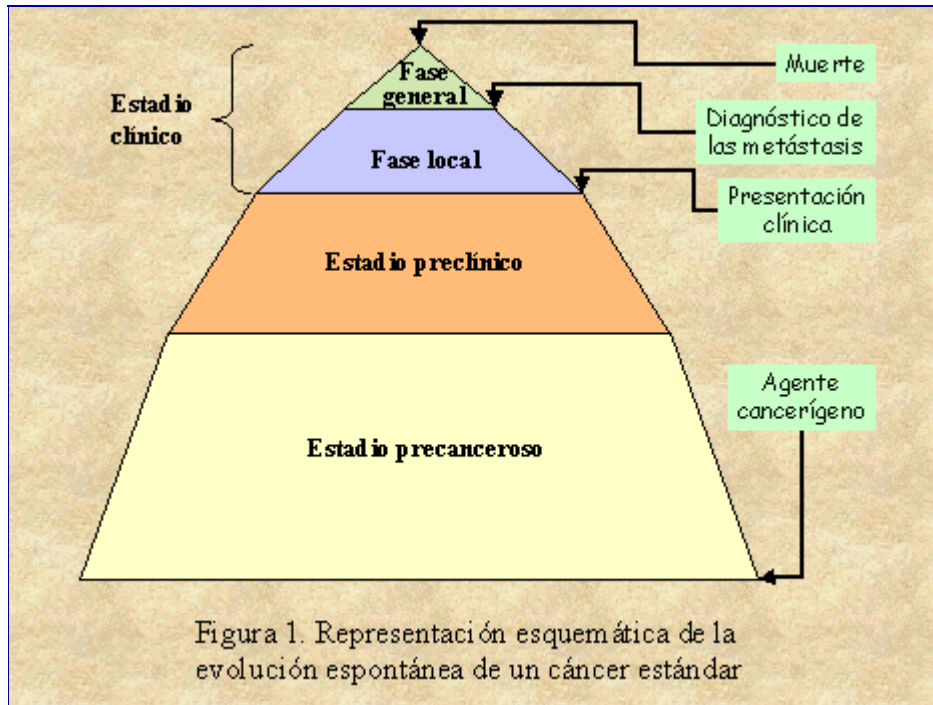 Fase
general
Muerte
Estadio
clínico
Diagnóstico de
las metástasis
Fase local
Presentación
clínica
Estadio preclínico
Agente
cancerígeno
Estadio precanceroso
Figura 1. Representación esquemática de la
evolución espontánea de un cáncer estándar